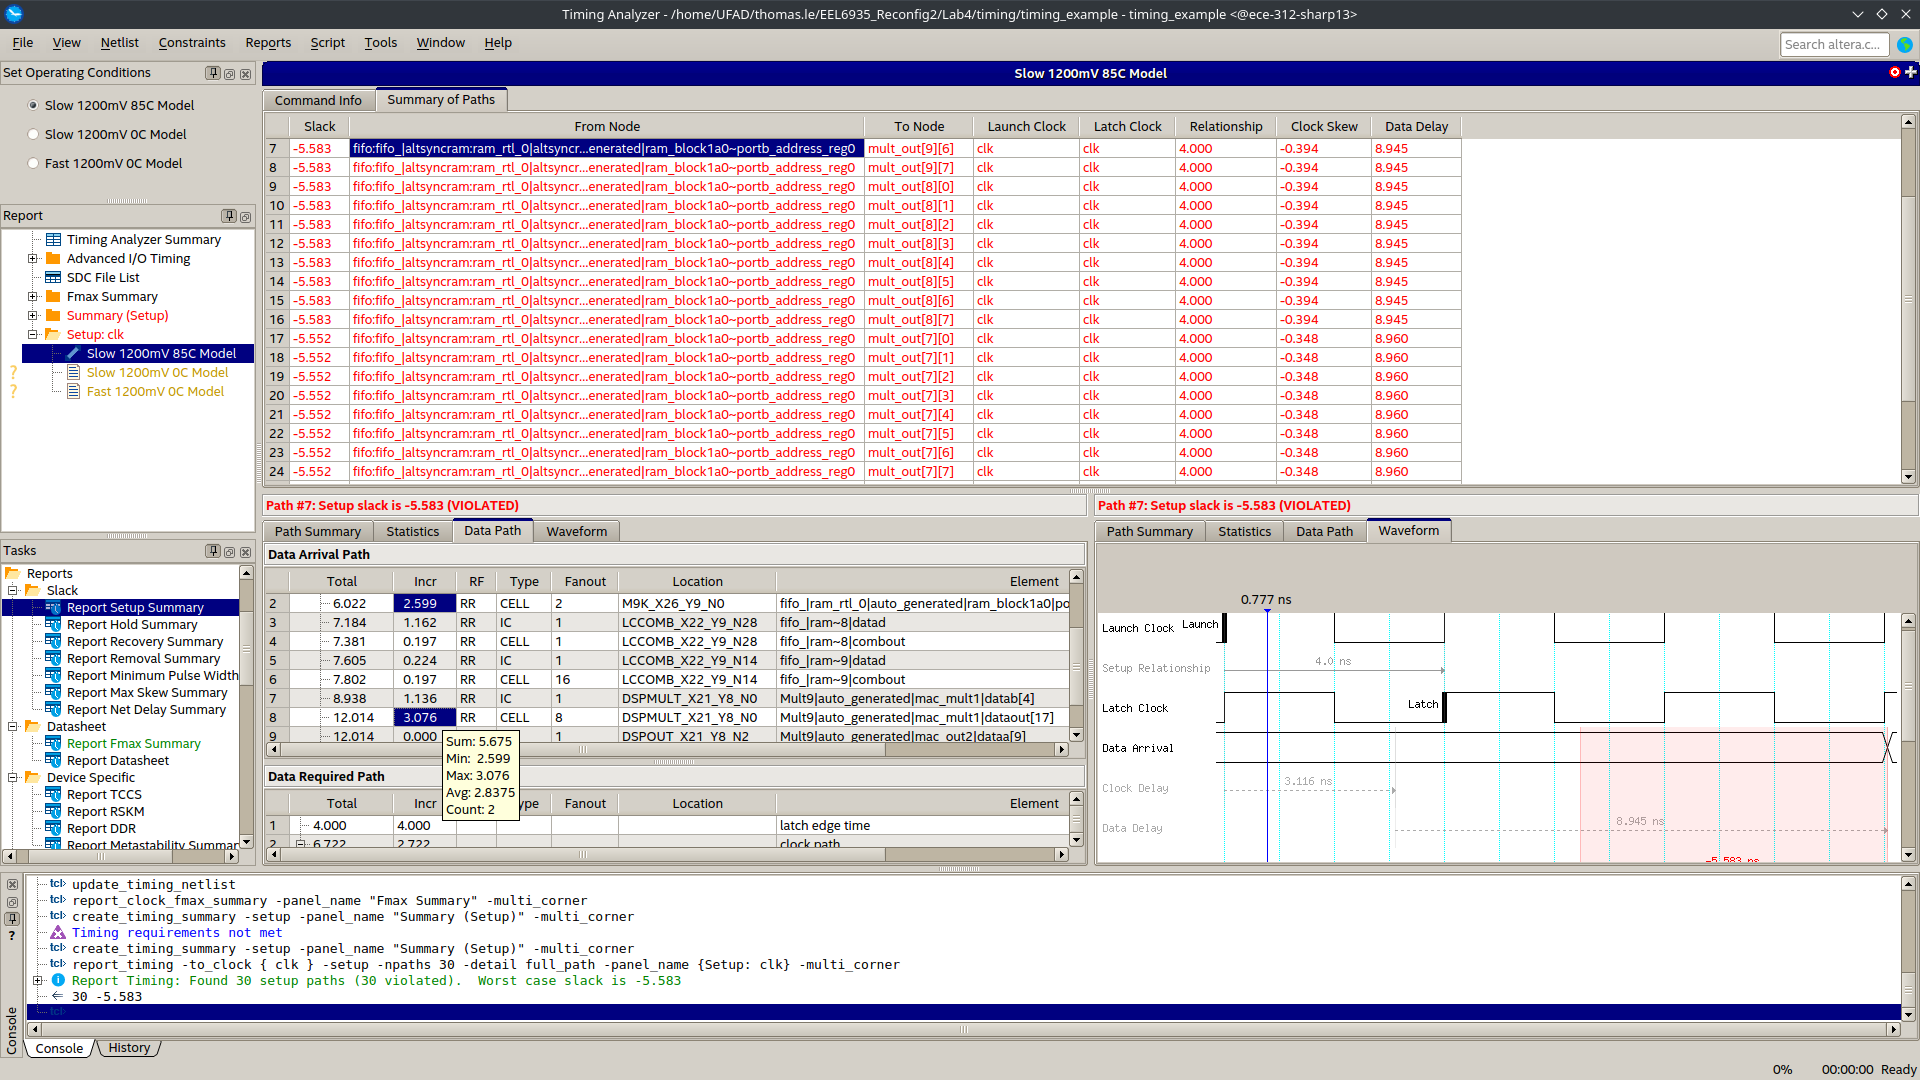 Timing Analyzer - /home/UFAD/thomas.le/EEL6935_Reconfig2/Lab4/timing/timing_example - timing_example <@ece-312-sharp13>
File View Netlist Constraints Reports Script Tools Window Help
Search altera.c...
Set Operating Conditions
Slow 1200mV 85C Model
Slow 1200mV 0C Model
Fast 1200mV 0C Model
Report
Timing Analyzer Summary
Advanced I/O Timing
SDC File List
Fmax Summary
Summary (Setup)
Setup: clk
Slow 1200mV 85C Model
? Slow 1200mV 0C Model
? Fast 1200mV 0C Model
Tasks
Reports
Slack
Report Setup Summary
Report Hold Summary
Report Recovery Summary
Report Removal Summary
Report Minimum Pulse Width
Report Max Skew Summary
Report Net Delay Summary
Datasheet
Report Fmax Summary
Report Datasheet
Device Specific
Report TCCS
Report RSKM
Report DDR
Report Metastability Summar
Slow 1200mV 85C Model
Command Info Summary of Paths
Slack From Node To Node Launch Clock Latch Clock Relationship Clock Skew Data Delay
7 -5.583 fifo:fifo_|altsyncram:ram_rtl_0|altsyncr...enerated|ram_block1a0~portb_address_reg0 mult_out[9][6] clk clk 4.000 -0.394 8.945
8 -5.583 fifo:fifo_|altsyncram:ram_rtl_0|altsyncr...enerated|ram_block1a0~portb_address_reg0 mult_out[9][7] clk clk 4.000 -0.394 8.945
9 -5.583 fifo:fifo_|altsyncram:ram_rtl_0|altsyncr...enerated|ram_block1a0~portb_address_reg0 mult_out[8][0] clk clk 4.000 -0.394 8.945
10 -5.583 fifo:fifo_|altsyncram:ram_rtl_0|altsyncr...enerated|ram_block1a0~portb_address_reg0 mult_out[8][1] clk clk 4.000 -0.394 8.945
11 -5.583 fifo:fifo_|altsyncram:ram_rtl_0|altsyncr...enerated|ram_block1a0~portb_address_reg0 mult_out[8][2] clk clk 4.000 -0.394 8.945
12 -5.583 fifo:fifo_|altsyncram:ram_rtl_0|altsyncr...enerated|ram_block1a0~portb_address_reg0 mult_out[8][3] clk clk 4.000 -0.394 8.945
13 -5.583 fifo:fifo_|altsyncram:ram_rtl_0|altsyncr...enerated|ram_block1a0~portb_address_reg0 mult_out[8][4] clk clk 4.000 -0.394 8.945
14 -5.583 fifo:fifo_|altsyncram:ram_rtl_0|altsyncr...enerated|ram_block1a0~portb_address_reg0 mult_out[8][5] clk clk 4.000 -0.394 8.945
15 -5.583 fifo:fifo_|altsyncram:ram_rtl_0|altsyncr...enerated|ram_block1a0~portb_address_reg0 mult_out[8][6] clk clk 4.000 -0.394 8.945
16 -5.583 fifo:fifo_|altsyncram:ram_rtl_0|altsyncr...enerated|ram_block1a0~portb_address_reg0 mult_out[8][7] clk clk 4.000 -0.394 8.945
17 -5.552 fifo:fifo_|altsyncram:ram_rtl_0|altsyncr...enerated|ram_block1a0~portb_address_reg0 mult_out[7][0] clk clk 4.000 -0.348 8.960
18 -5.552 fifo:fifo_|altsyncram:ram_rtl_0|altsyncr...enerated|ram_block1a0~portb_address_reg0 mult_out[7][1] clk clk 4.000 -0.348 8.960
19 -5.552 fifo:fifo_|altsyncram:ram_rtl_0|altsyncr...enerated|ram_block1a0~portb_address_reg0 mult_out[7][2] clk clk 4.000 -0.348 8.960
20 -5.552 fifo:fifo_|altsyncram:ram_rtl_0|altsyncr...enerated|ram_block1a0~portb_address_reg0 mult_out[7][3] clk clk 4.000 -0.348 8.960
21 -5.552 fifo:fifo_|altsyncram:ram_rtl_0|altsyncr...enerated|ram_block1a0~portb_address_reg0 mult_out[7][4] clk clk 4.000 -0.348 8.960
22 -5.552 fifo:fifo_|altsyncram:ram_rtl_0|altsyncr...enerated|ram_block1a0~portb_address_reg0 mult_out[7][5] clk clk 4.000 -0.348 8.960
23 -5.552 fifo:fifo_|altsyncram:ram_rtl_0|altsyncr...enerated|ram_block1a0~portb_address_reg0 mult_out[7][6] clk clk 4.000 -0.348 8.960
24 -5.552 fifo:fifo_|altsyncram:ram_rtl_0|altsyncr...enerated|ram_block1a0~portb_address_reg0 mult_out[7][7] clk clk 4.000 -0.348 8.960
Path #7: Setup slack is -5.583 (VIOLATED)
Path Summary Statistics Data Path Waveform
Data Arrival Path
Total Incr RF Type Fanout Location Element
2 6.022 2.599 RR CELL 2 M9K_X26_Y9_N0 fifo_|ram_rtl_0|auto_generated|ram_block1a0|po
3 7.184 1.162 RR IC 1 LCCOMB_X22_Y9_N28 fifo_|ram~8|datad
4 7.381 0.197 RR CELL 1 LCCOMB_X22_Y9_N28 fifo_|ram~8|combout
5 7.605 0.224 RR IC 1 LCCOMB_X22_Y9_N14 fifo_|ram~9|datad
6 7.802 0.197 RR CELL 16 LCCOMB_X22_Y9_N14 fifo_|ram~9|combout
7 8.938 1.136 RR IC 1 DSPMULT_X21_Y8_N0 Mult9|auto_generated|mac_mult1|datab[4]
8 12.014 3.076 RR CELL 8 DSPMULT_X21_Y8_N0 Mult9|auto_generated|mac_mult1|dataout[17]
9 12.014 0.000 1 DSPOUT_X21_Y8_N2 Mult9|auto_generated|mac_out2|dataa[9]
Sum: 5.675
Min: 2.599
Max: 3.076
Avg: 2.8375
Count: 2
Data Required Path
Total Incr ype Fanout Location Element
1 4.000 4.000 latch edge time
2 6.722 2.722 clock path
Path #7: Setup slack is -5.583 (VIOLATED)
Path Summary Statistics Data Path Waveform
0.777 ns
Launch Clock Launch
Setup Relationship 4.0 ns
Latch Clock Latch
Data Arrival
Clock Delay 3.116 ns
Data Delay 8.945 ns
-5.583 ns
tcl> update_timing_netlist
tcl> report_clock_fmax_summary -panel_name "Fmax Summary" -multi_corner
tcl> create_timing_summary -setup -panel_name "Summary (Setup)" -multi_corner
Timing requirements not met
tcl> create_timing_summary -setup -panel_name "Summary (Setup)" -multi_corner
tcl> report_timing -to_clock { clk } -setup -npaths 30 -detail full_path -panel_name {Setup: clk} -multi_corner
Report Timing: Found 30 setup paths (30 violated).  Worst case slack is -5.583
30 -5.583
tcl>
Console
Console History
0% 00:00:00 Ready